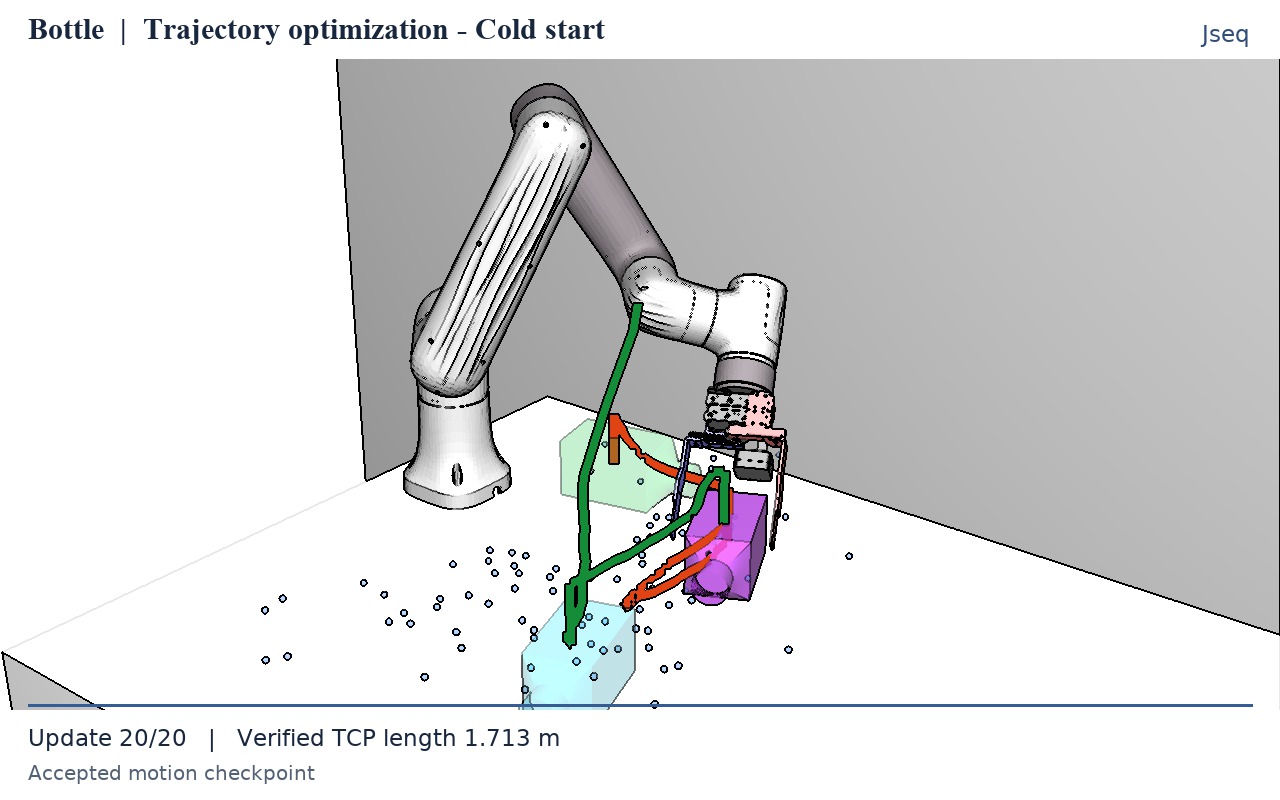 Bottle | Trajectory optimization - Cold start
Jseq
Update 20/20 | Verified TCP length 1.713 m
Accepted motion checkpoint